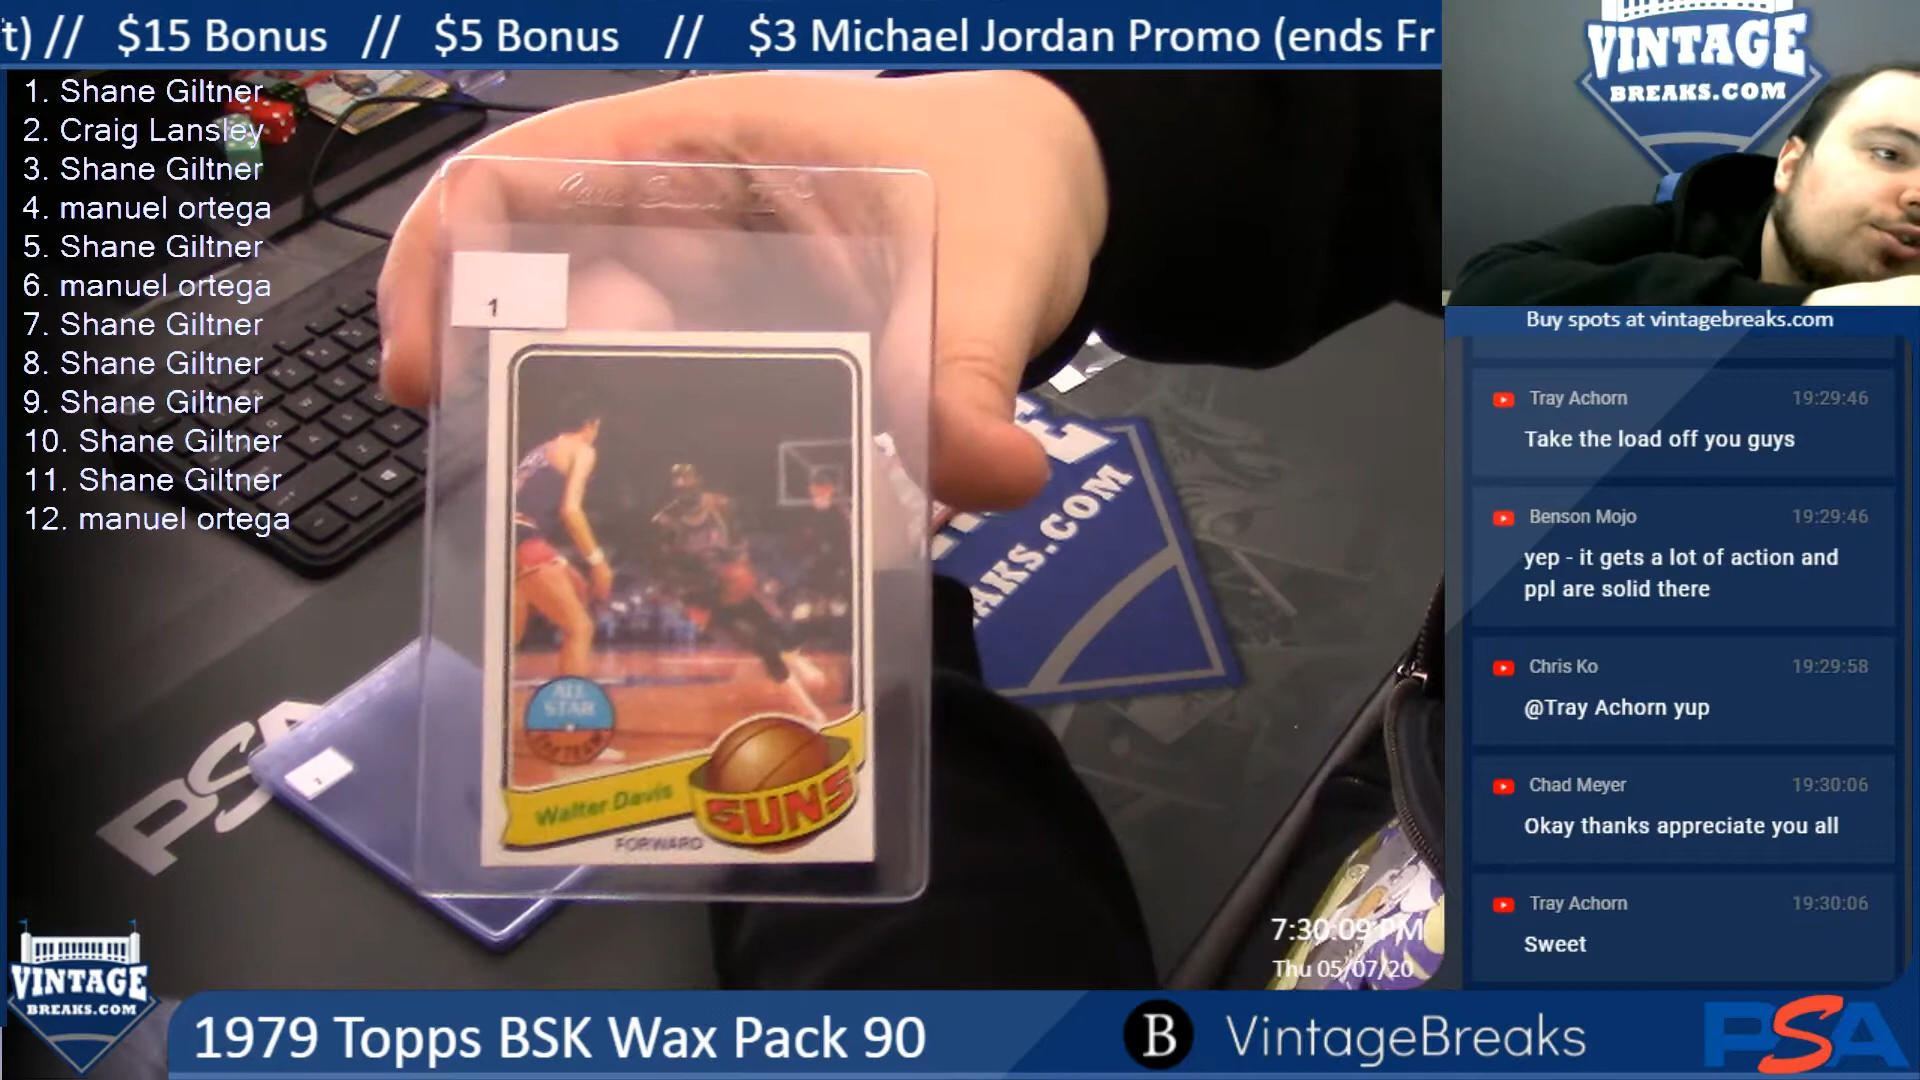 t) // $15 Bonus // $5 Bonus // $3 Michael Jordan Promo (ends Fr
1. Shane Giltner
2. Craig Lansley
3. Shane Giltner
4. manuel ortega
5. Shane Giltner
6. manuel ortega
7. Shane Giltner
8. Shane Giltner
9. Shane Giltner
10. Shane Giltner
11. Shane Giltner
12. manuel ortega
1
ALL
STAR
Walter Davis
SUNS
FORWARD
PSA
AKS.COM
VINTAGE
BREAKS.COM
Buy spots at vintagebreaks.com
Tray Achorn 19:29:46
Take the load off you guys
Benson Mojo 19:29:46
yep - it gets a lot of action and
ppl are solid there
Chris Ko 19:29:58
@Tray Achorn yup
Chad Meyer 19:30:06
Okay thanks appreciate you all
Tray Achorn 19:30:06
Sweet
7:30:09 PM
Thu 05/07/20
VINTAGE
BREAKS.COM
1979 Topps BSK Wax Pack 90
B VintageBreaks
PSA